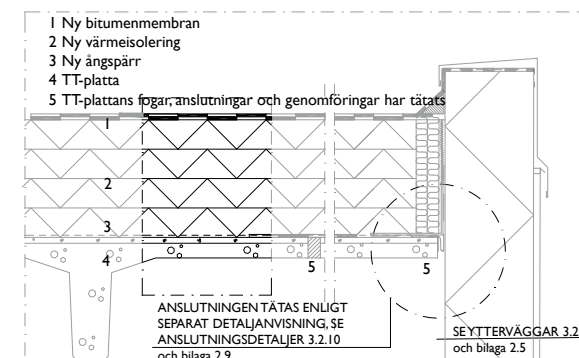 1 Ny bitumenmembran
2 Ny värmeisolering
3 Ny ångspärr
4 TT-platta
5 TT-plattans fogar, anslutningar och genomföringar har tätats
1
2
3
4
5
5
ANSLUTNINGEN TÄTAS ENLIGT
SEPARAT DETALJANVISNING, SE
ANSLUTNINGSDETALJER 3.2.10
och bilaga 2.9
SE YTTERVÄGGAR 3.2
och bilaga 2.5